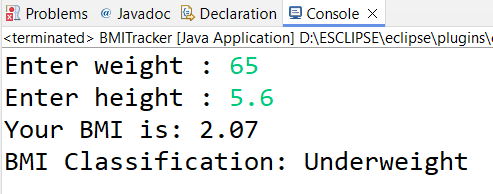 Problems @ Javadoc Declaration Console
<terminated> BMITracker [Java Application] D:\ESCLIPSE\eclipse\plugins\
Enter weight : 65
Enter height : 5.6
Your BMI is: 2.07
BMI Classification: Underweight